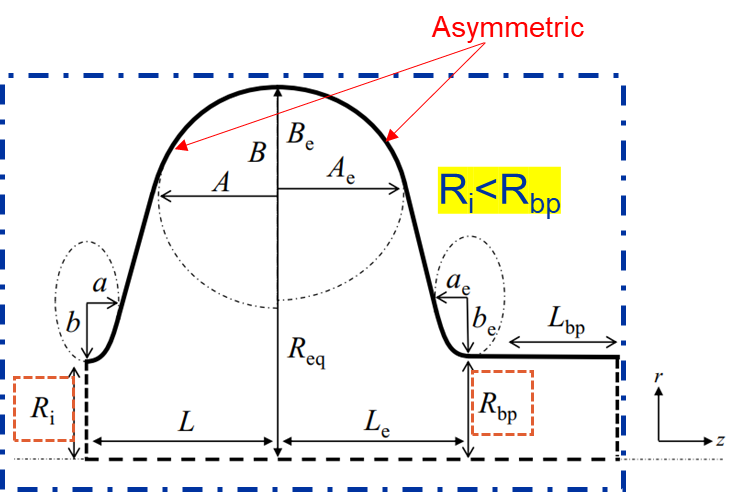 Asymmetric
B
Be
A
Ae
Ri<Rbp
a
b
ae
be
Lbp
Req
Ri
L
Le
Rbp
r
z